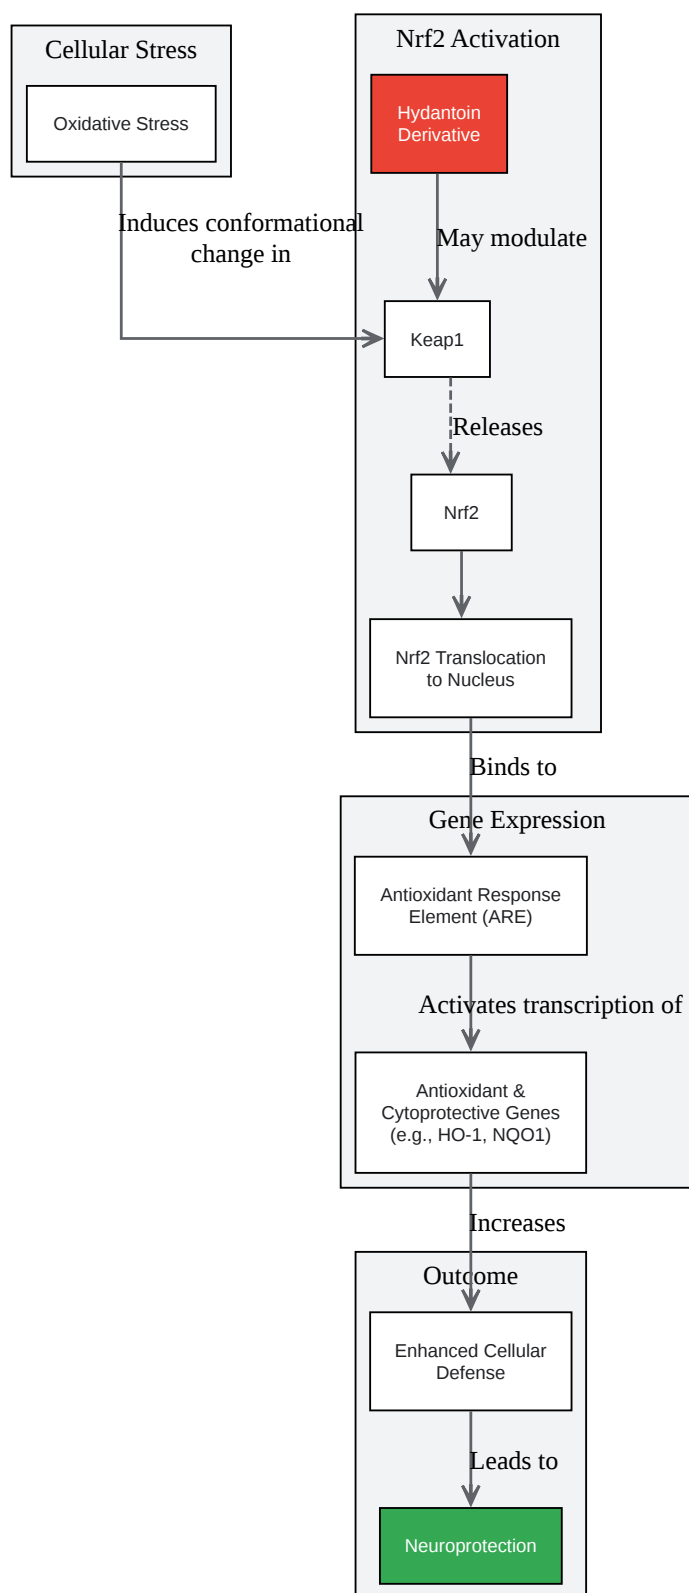 Cellular Stress
Oxidative Stress
Nrf2 Activation
Hydantoin
Derivative
Induces conformational
change in
May modulate
Keap1
Releases
Nrf2
Nrf2 Translocation
to Nucleus
Binds to
Gene Expression
Antioxidant Response
Element (ARE)
Activates transcription of
Antioxidant &
Cytoprotective Genes
(e.g., HO-1, NQO1)
Increases
Outcome
Enhanced Cellular
Defense
Leads to
Neuroprotection